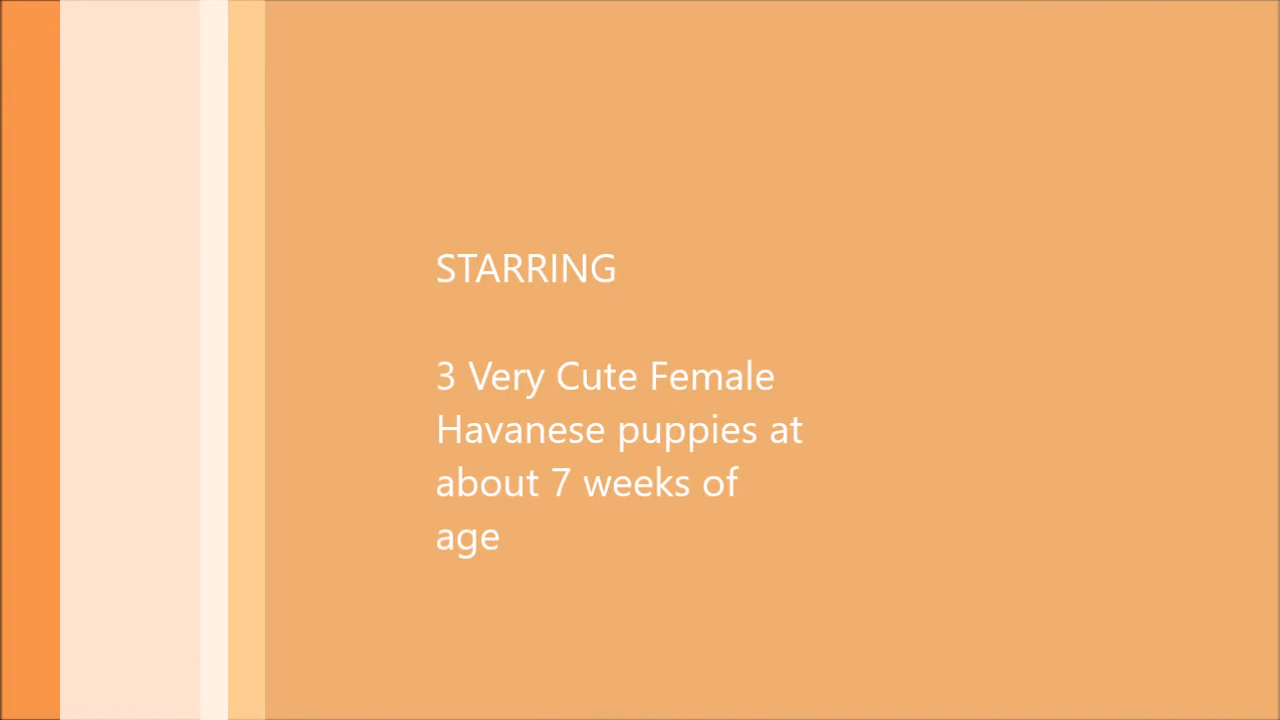 STARRING
3 Very Cute Female
Havanese puppies at
about 7 weeks of
age